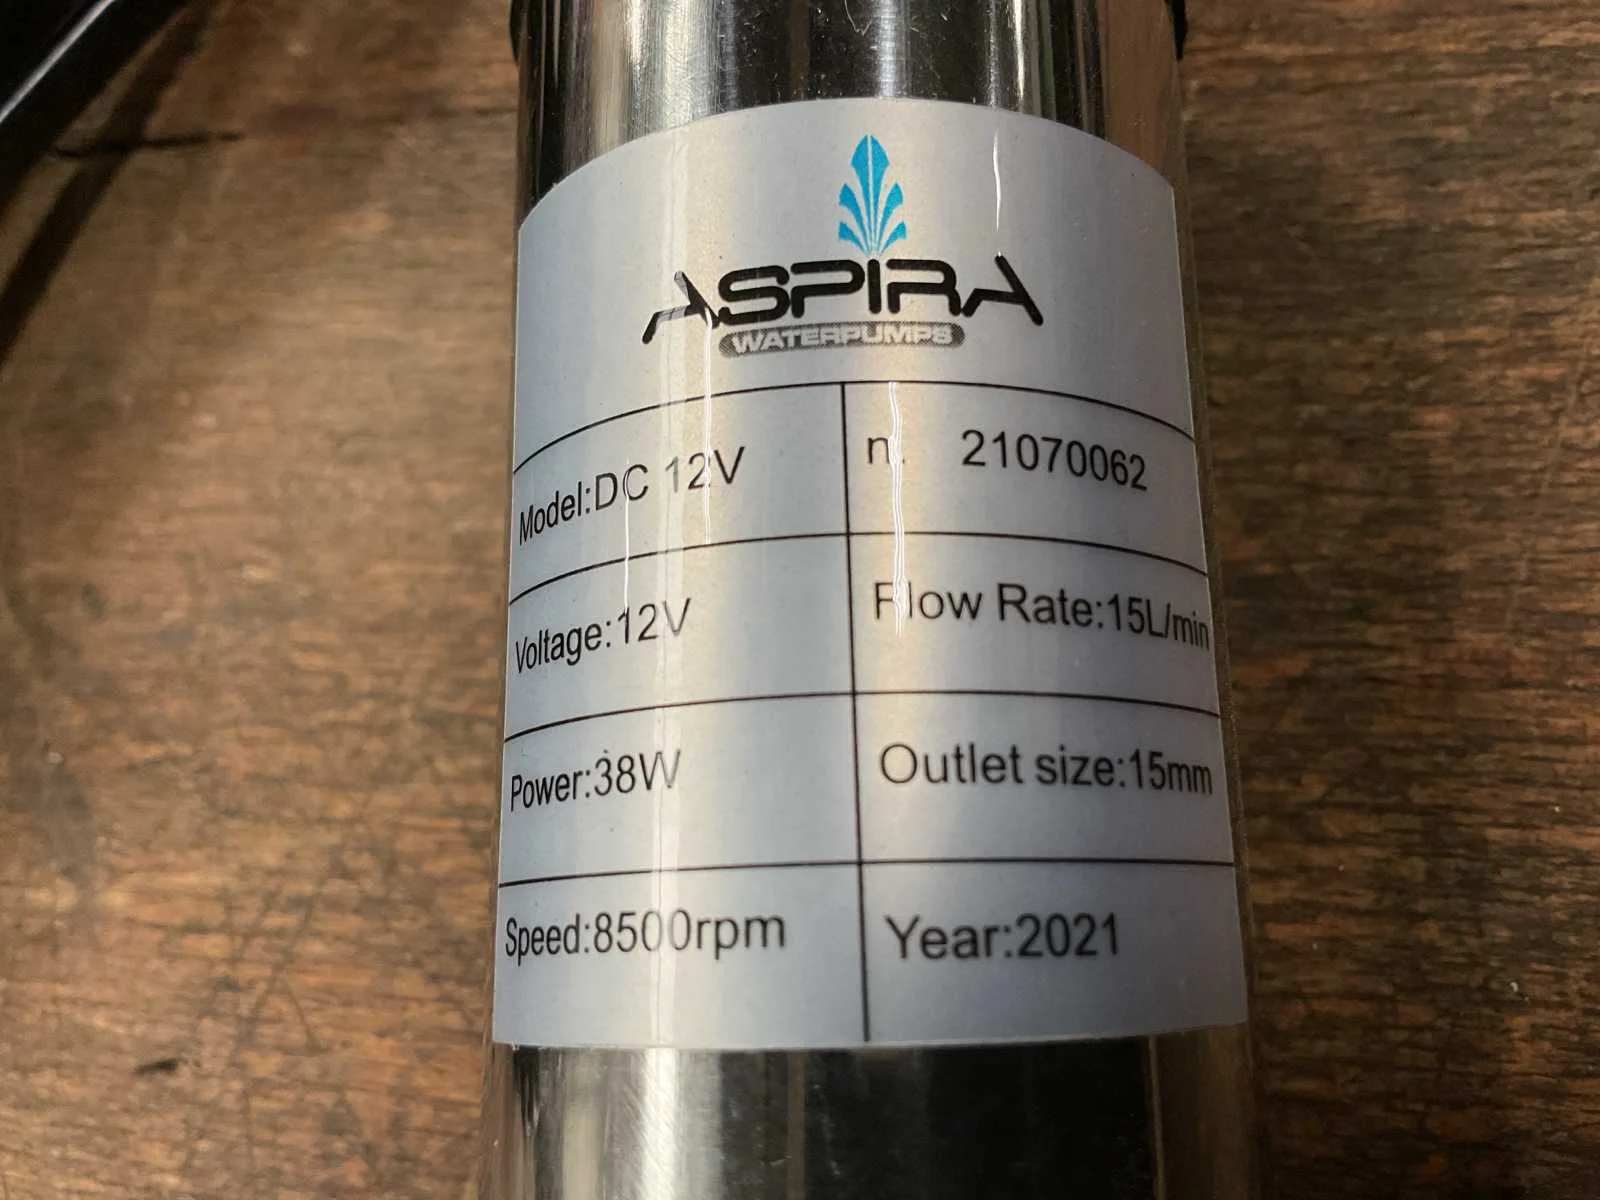 ASPIRA
WATERPUMPS
Model:DC 12V
n. 21070062
Voltage:12V
Flow Rate:15L/min
Power:38W
Outlet size:15mm
Speed:8500rpm
Year:2021